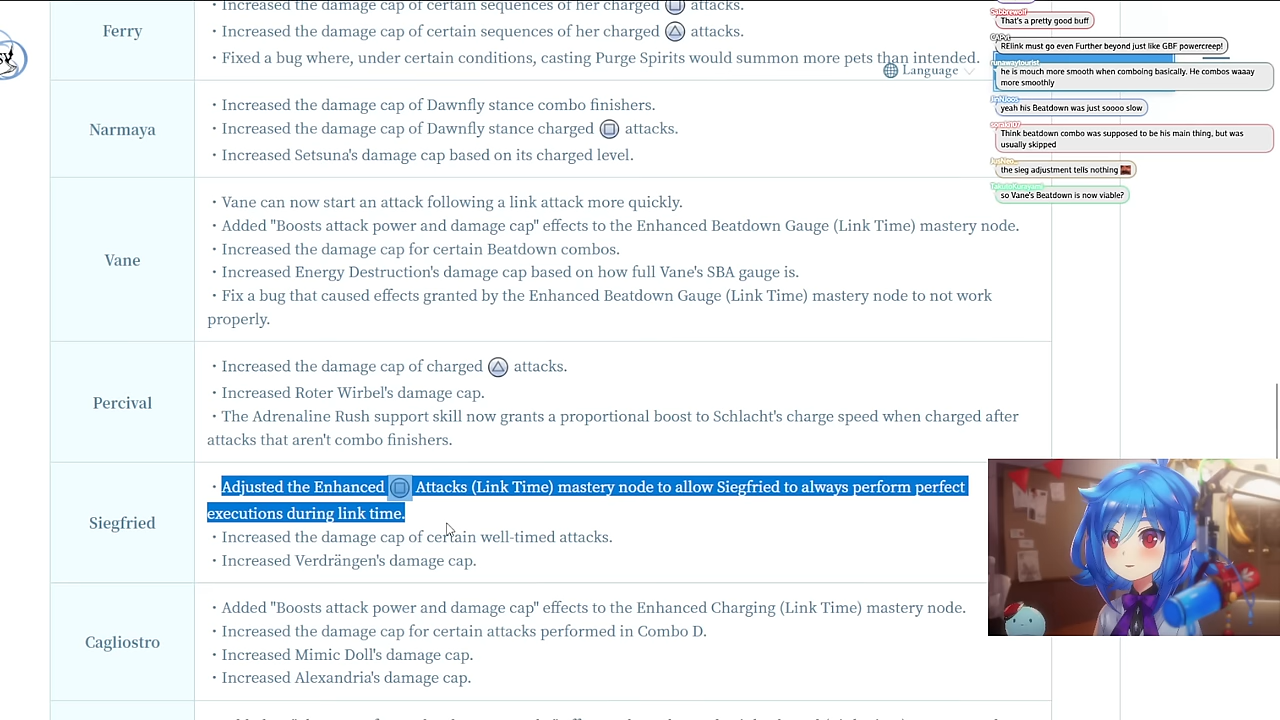 ・Increased the damage cap of certain sequences of her charged attacks.
Ferry
・Increased the damage cap of certain sequences of her charged attacks.
・Fixed a bug where, under certain conditions, casting Purge Spirits would summon more pets than intended.
Language
Narmaya
・Increased the damage cap of Dawnfly stance combo finishers.
・Increased the damage cap of Dawnfly stance charged attacks.
・Increased Setsuna's damage cap based on its charged level.
Vane
・Vane can now start an attack following a link attack more quickly.
・Added "Boosts attack power and damage cap" effects to the Enhanced Beatdown Gauge (Link Time) mastery node.
・Increased the damage cap for certain Beatdown combos.
・Increased Energy Destruction's damage cap based on how full Vane's SBA gauge is.
・Fix a bug that caused effects granted by the Enhanced Beatdown Gauge (Link Time) mastery node to not work
properly.
Percival
・Increased the damage cap of charged attacks.
・Increased Roter Wirbel's damage cap.
・The Adrenaline Rush support skill now grants a proportional boost to Schlacht's charge speed when charged after
attacks that aren't combo finishers.
Siegfried
・Adjusted the Enhanced Attacks (Link Time) mastery node to allow Siegfried to always perform perfect
executions during link time.
・Increased the damage cap of certain well-timed attacks.
・Increased Verdrängen's damage cap.
Cagliostro
・Added "Boosts attack power and damage cap" effects to the Enhanced Charging (Link Time) mastery node.
・Increased the damage cap for certain attacks performed in Combo D.
・Increased Mimic Doll's damage cap.
・Increased Alexandria's damage cap.
Sabbrewolf
That's a pretty good buff
RElink must go even Further beyond just like GBF powercreep!
runawaytourist
he is mouch more smooth when comboing basically. He combos waaay
more smoothly
yeah his Beatdown was just soooo slow
Think beatdown combo was supposed to be his main thing, but was
usually skipped
the sieg adjustment tells nothing
so Vane's Beatdown is now viable?